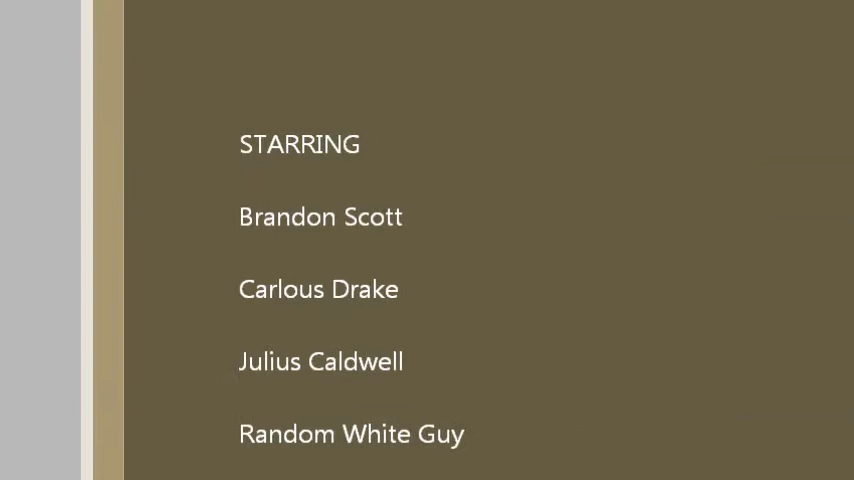 STARRING
Brandon Scott
Carlous Drake
Julius Caldwell
Random White Guy